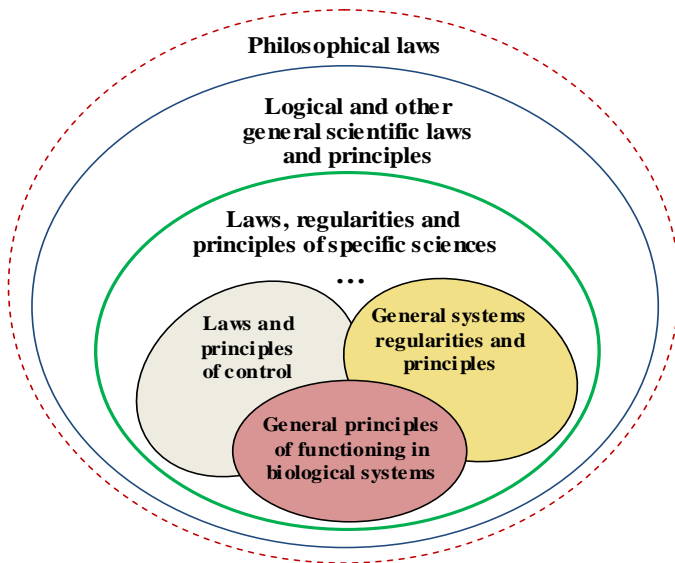 Philosophical laws
Logical and other
general scientific laws
and principles
Laws, regularities and
principles of specific sciences
...
Laws and
principles
of control
General systems
regularities and
principles
General principles
of functioning in
biological systems